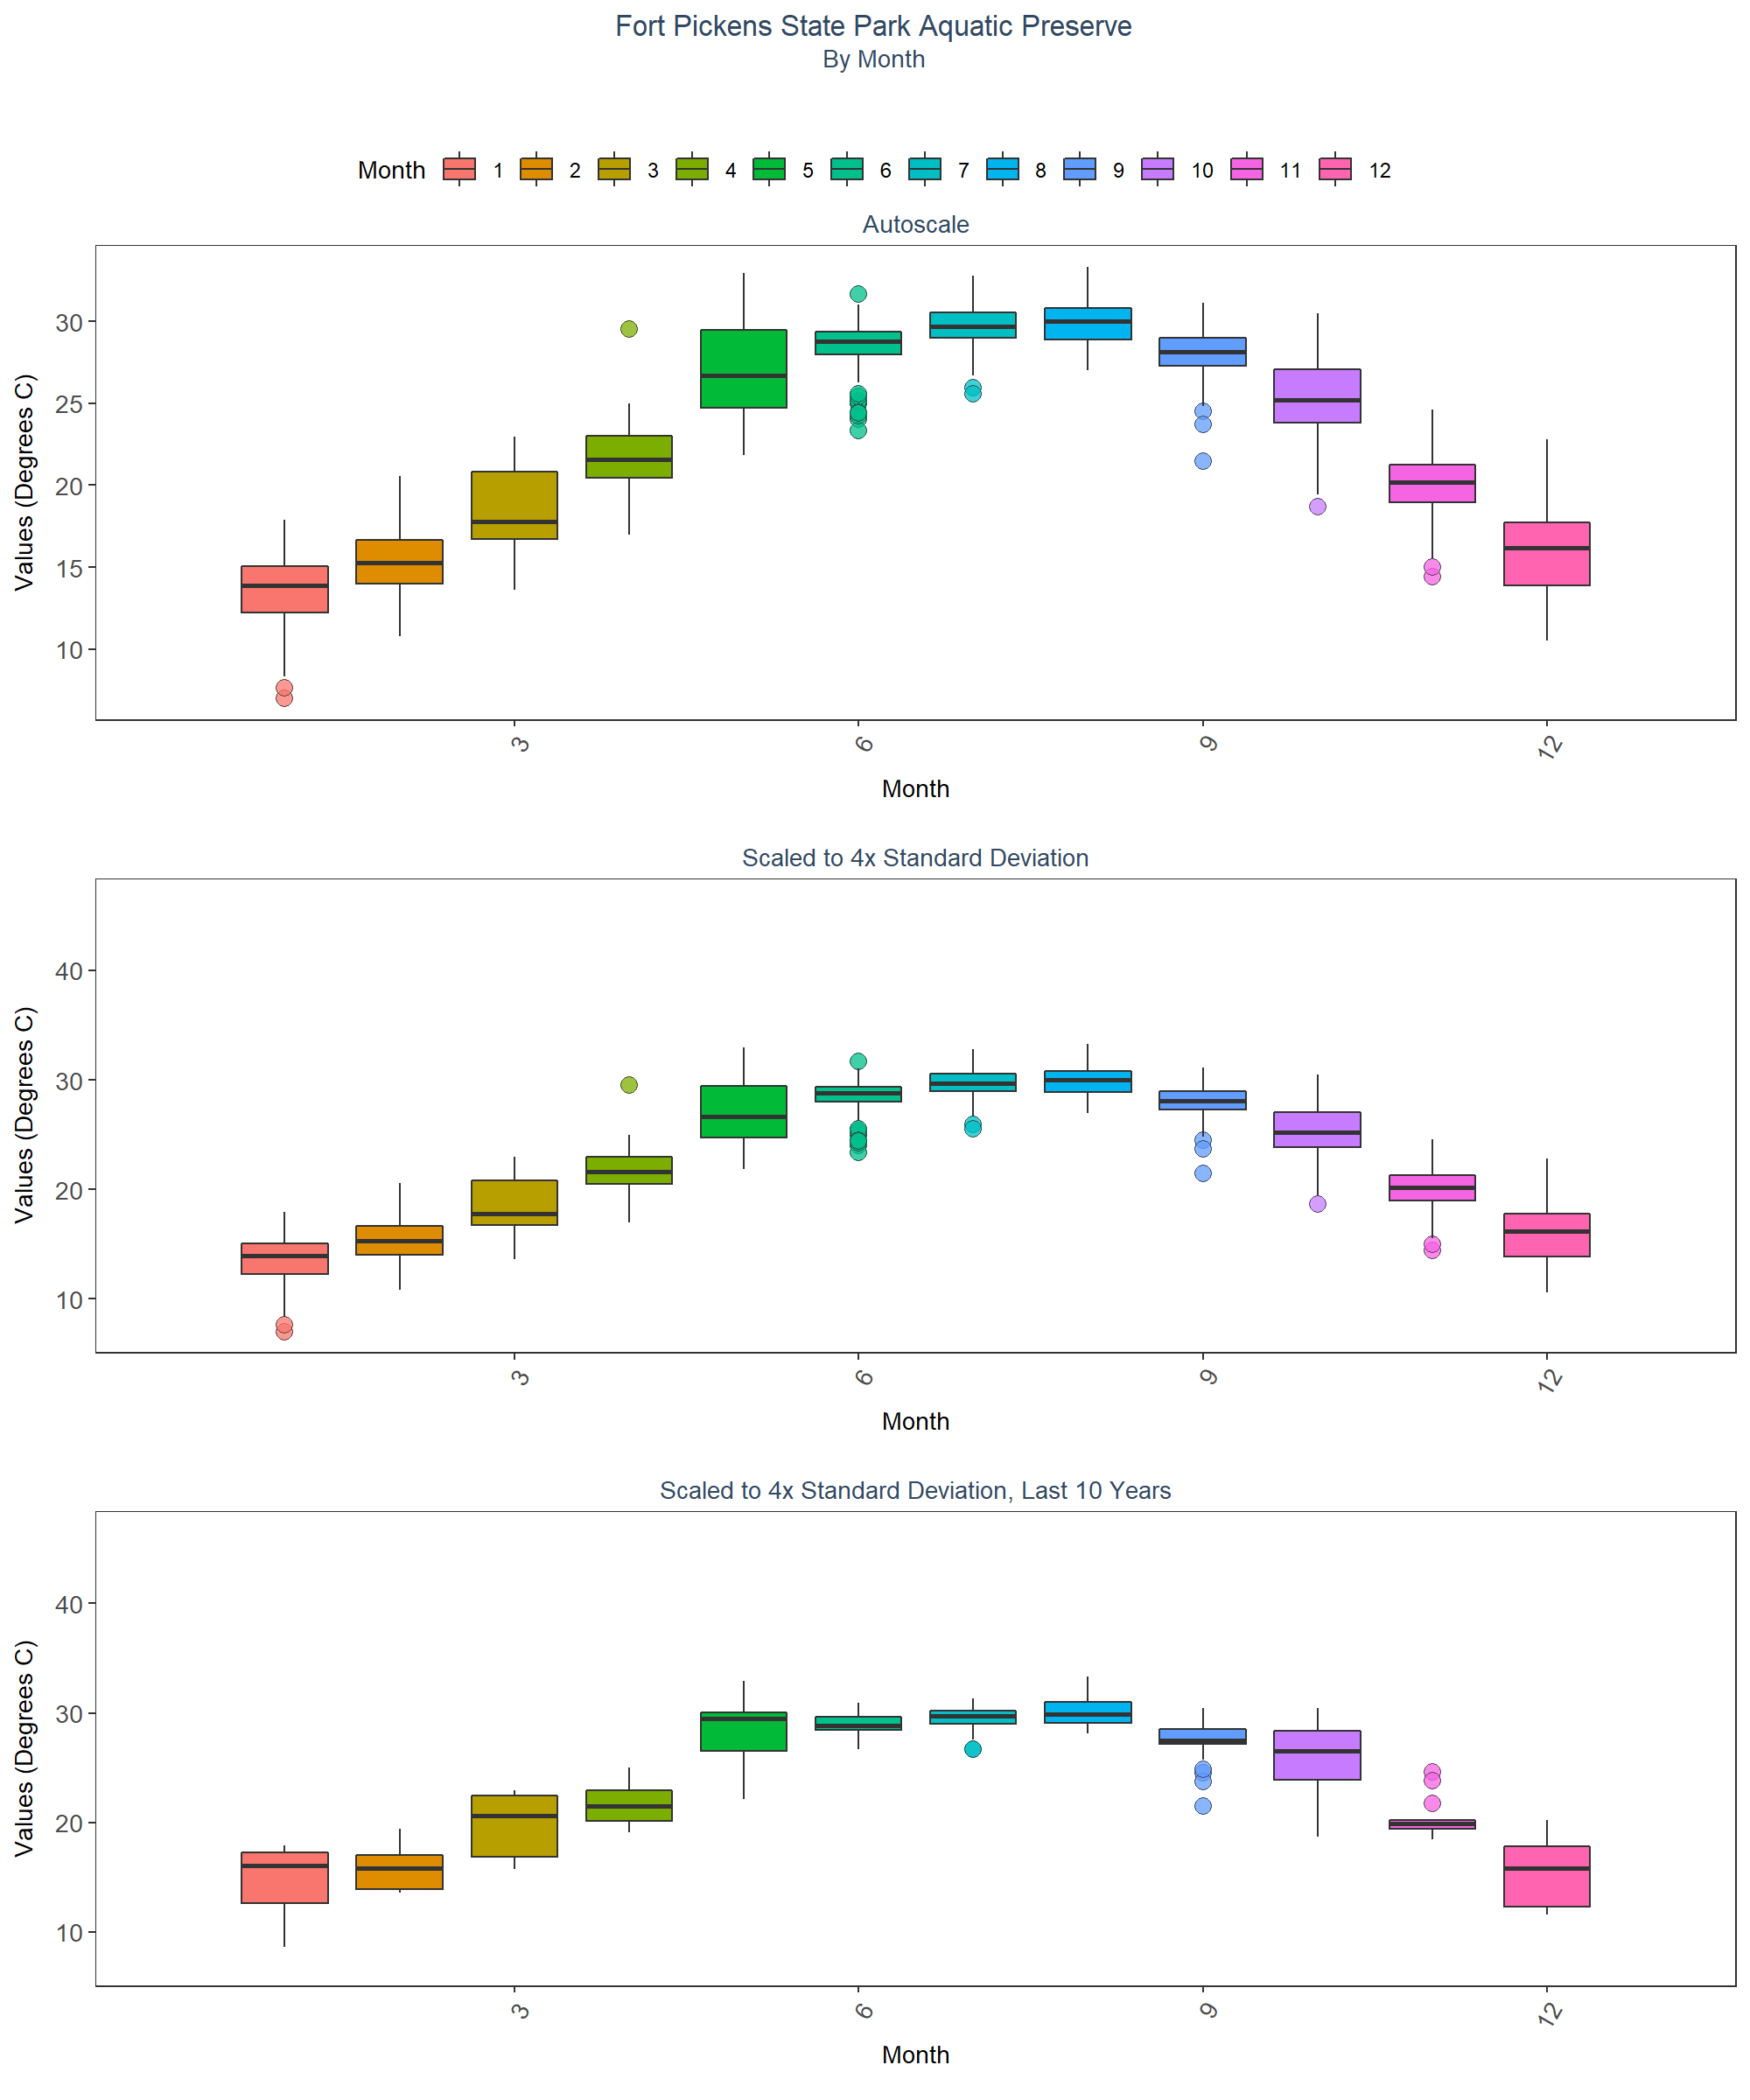 Fort Pickens State Park Aquatic Preserve
By Month
Month 1 2 3 4 5 6 7 8 9 10 11 12
Autoscale
Values (Degrees C)
30
25
20
15
10
3 6 9 12
Month
Scaled to 4x Standard Deviation
Values (Degrees C)
40
30
20
10
3 6 9 12
Month
Scaled to 4x Standard Deviation, Last 10 Years
Values (Degrees C)
40
30
20
10
3 6 9 12
Month